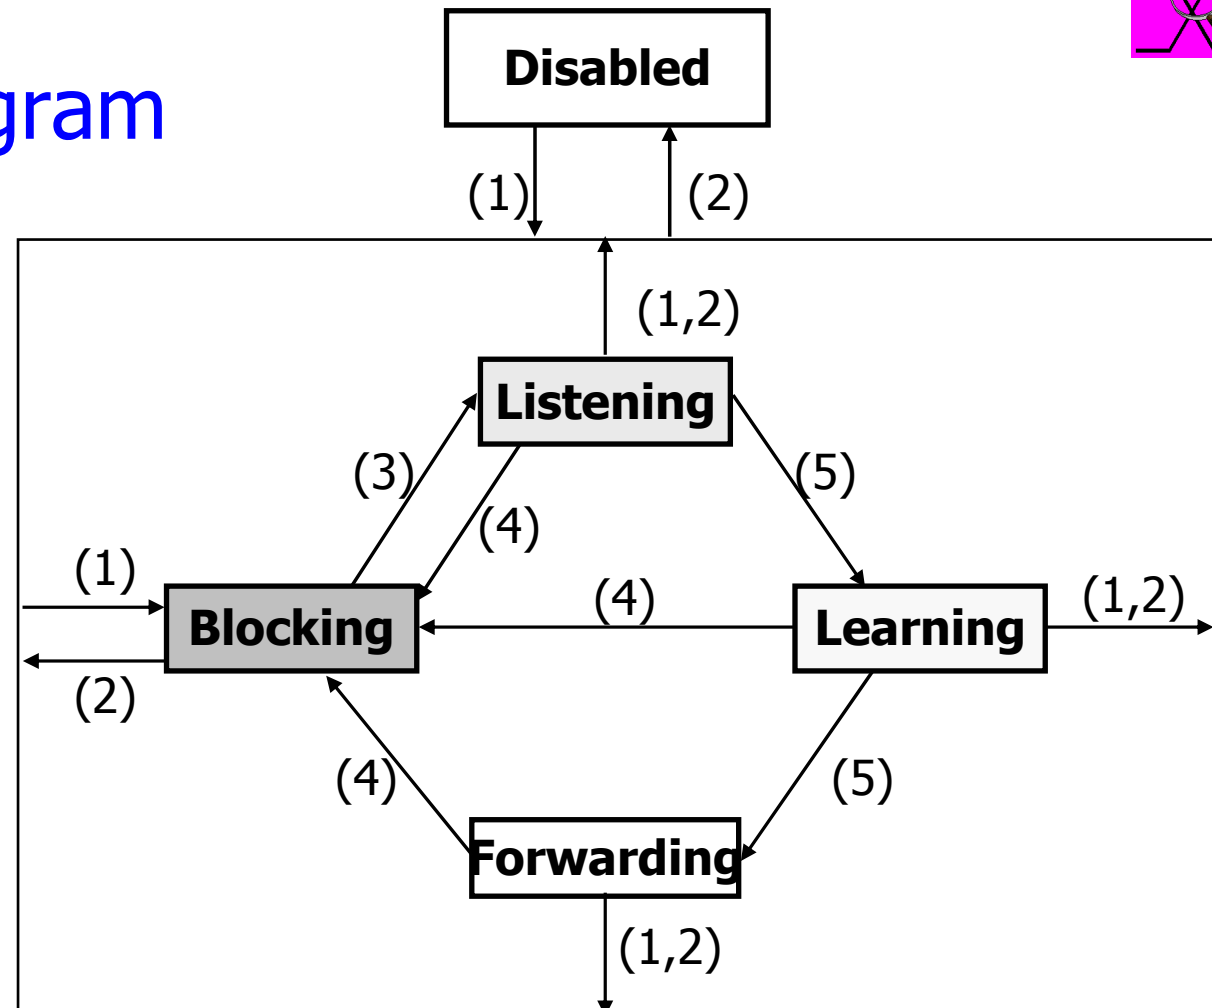 Disabled
gram
(1)
(2)
(1,2)
Listening
(3)
(5)
(4)
(1)
(4)
(1,2)
Blocking
Learning
(2)
(4)
(5)
Forwarding
(1,2)